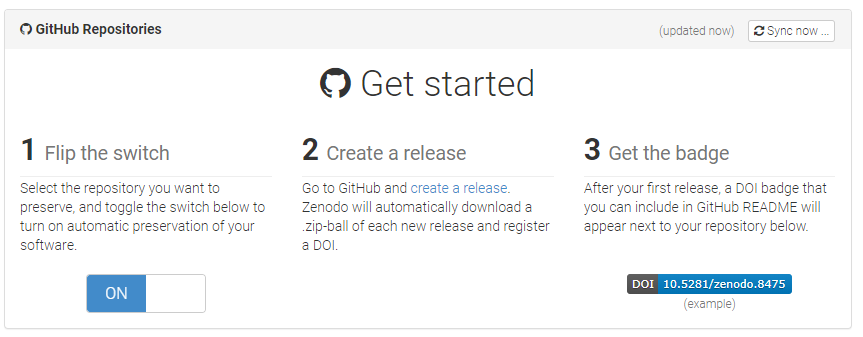 GitHub Repositories
(updated now)
Sync now ...
Get started
1 Flip the switch
Select the repository you want to
preserve, and toggle the switch below to
turn on automatic preservation of your
software.
ON
2 Create a release
Go to GitHub and create a release.
Zenodo will automatically download a
.zip-ball of each new release and register
a DOI.
3 Get the badge
After your first release, a DOI badge that
you can include in GitHub README will
appear next to your repository below.
DOI 10.5281/zenodo.8475
(example)